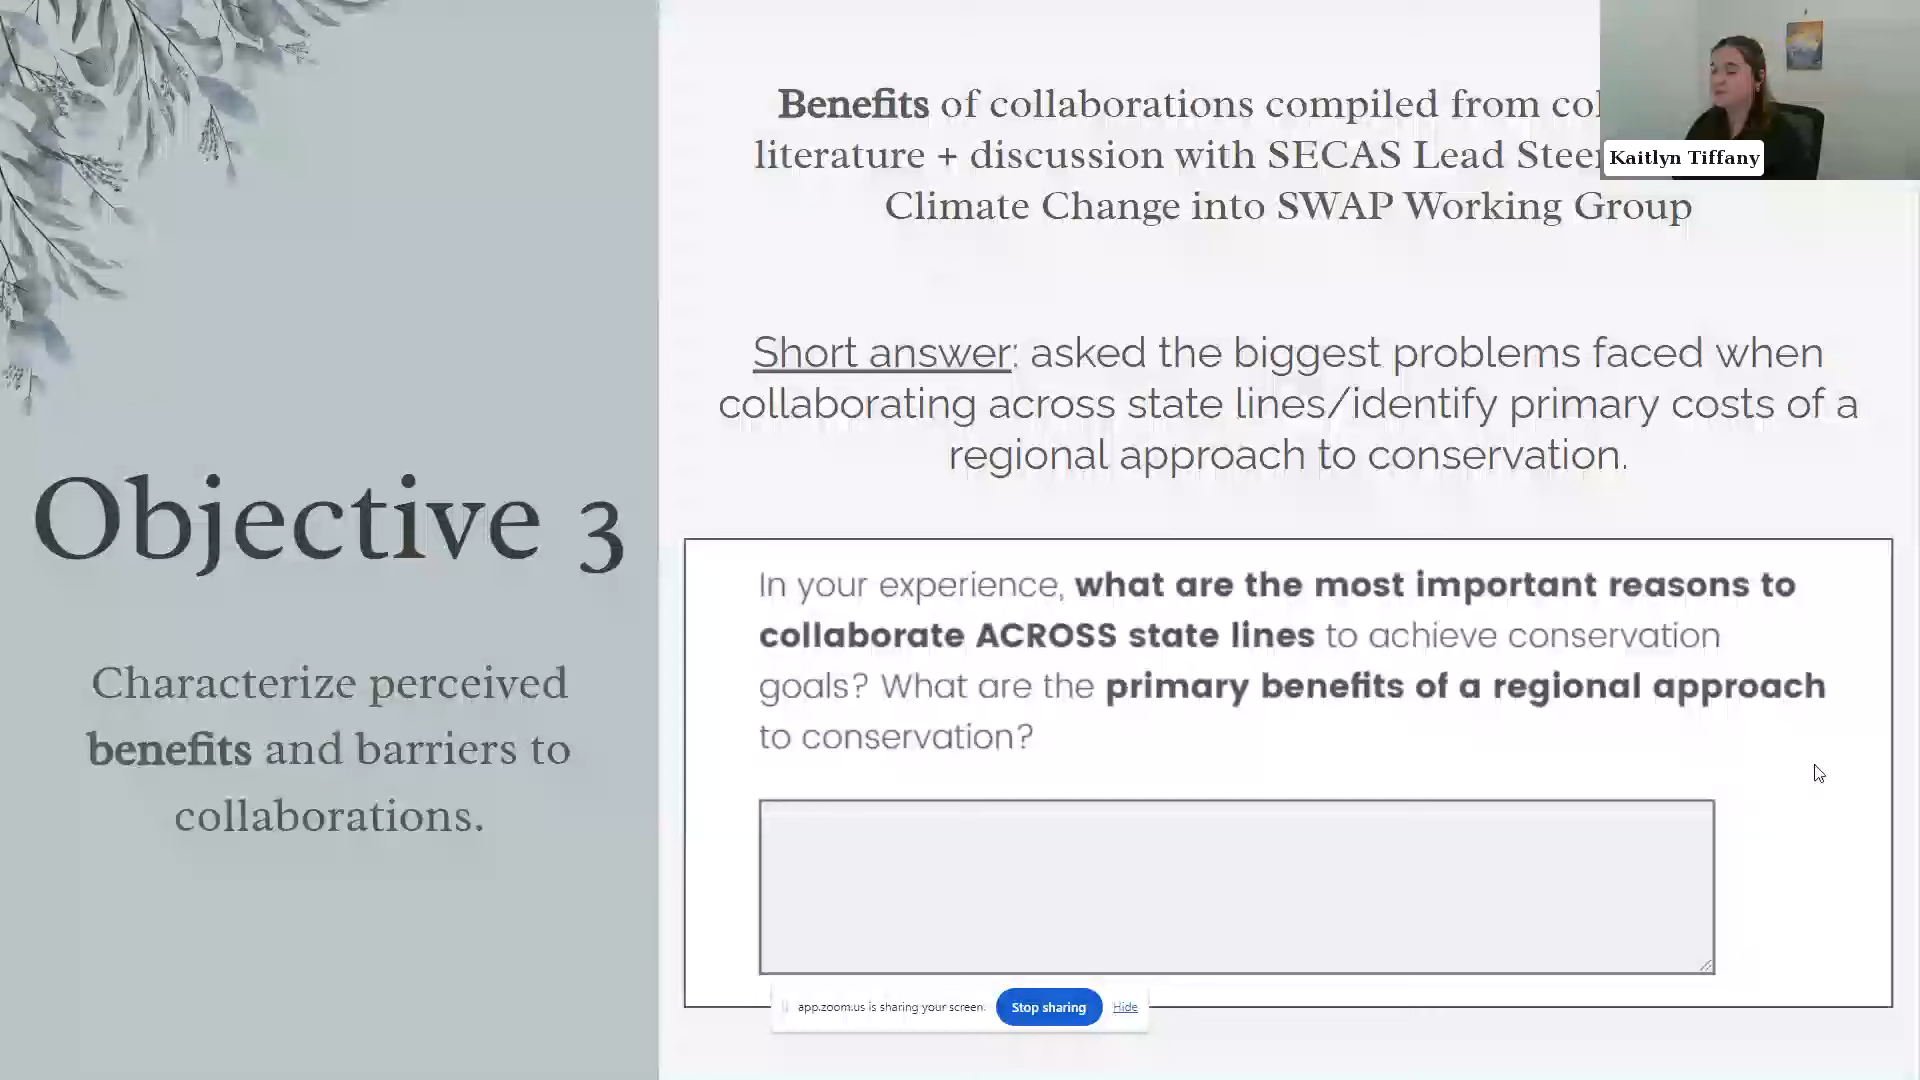 Benefits of collaborations compiled from
literature + discussion with SECAS Lead
Climate Change into SWAP Working Group
Kaitlyn Tiffany
Short answer: asked the biggest problems faced when
collaborating across state lines/identify primary costs of a
regional approach to conservation.
Objective 3
Characterize perceived
benefits and barriers to
collaborations.
In your experience, what are the most important reasons to
collaborate ACROSS state lines to achieve conservation
goals? What are the primary benefits of a regional approach
to conservation?
app.zoom.us is sharing your screen.
Stop sharing
Hide